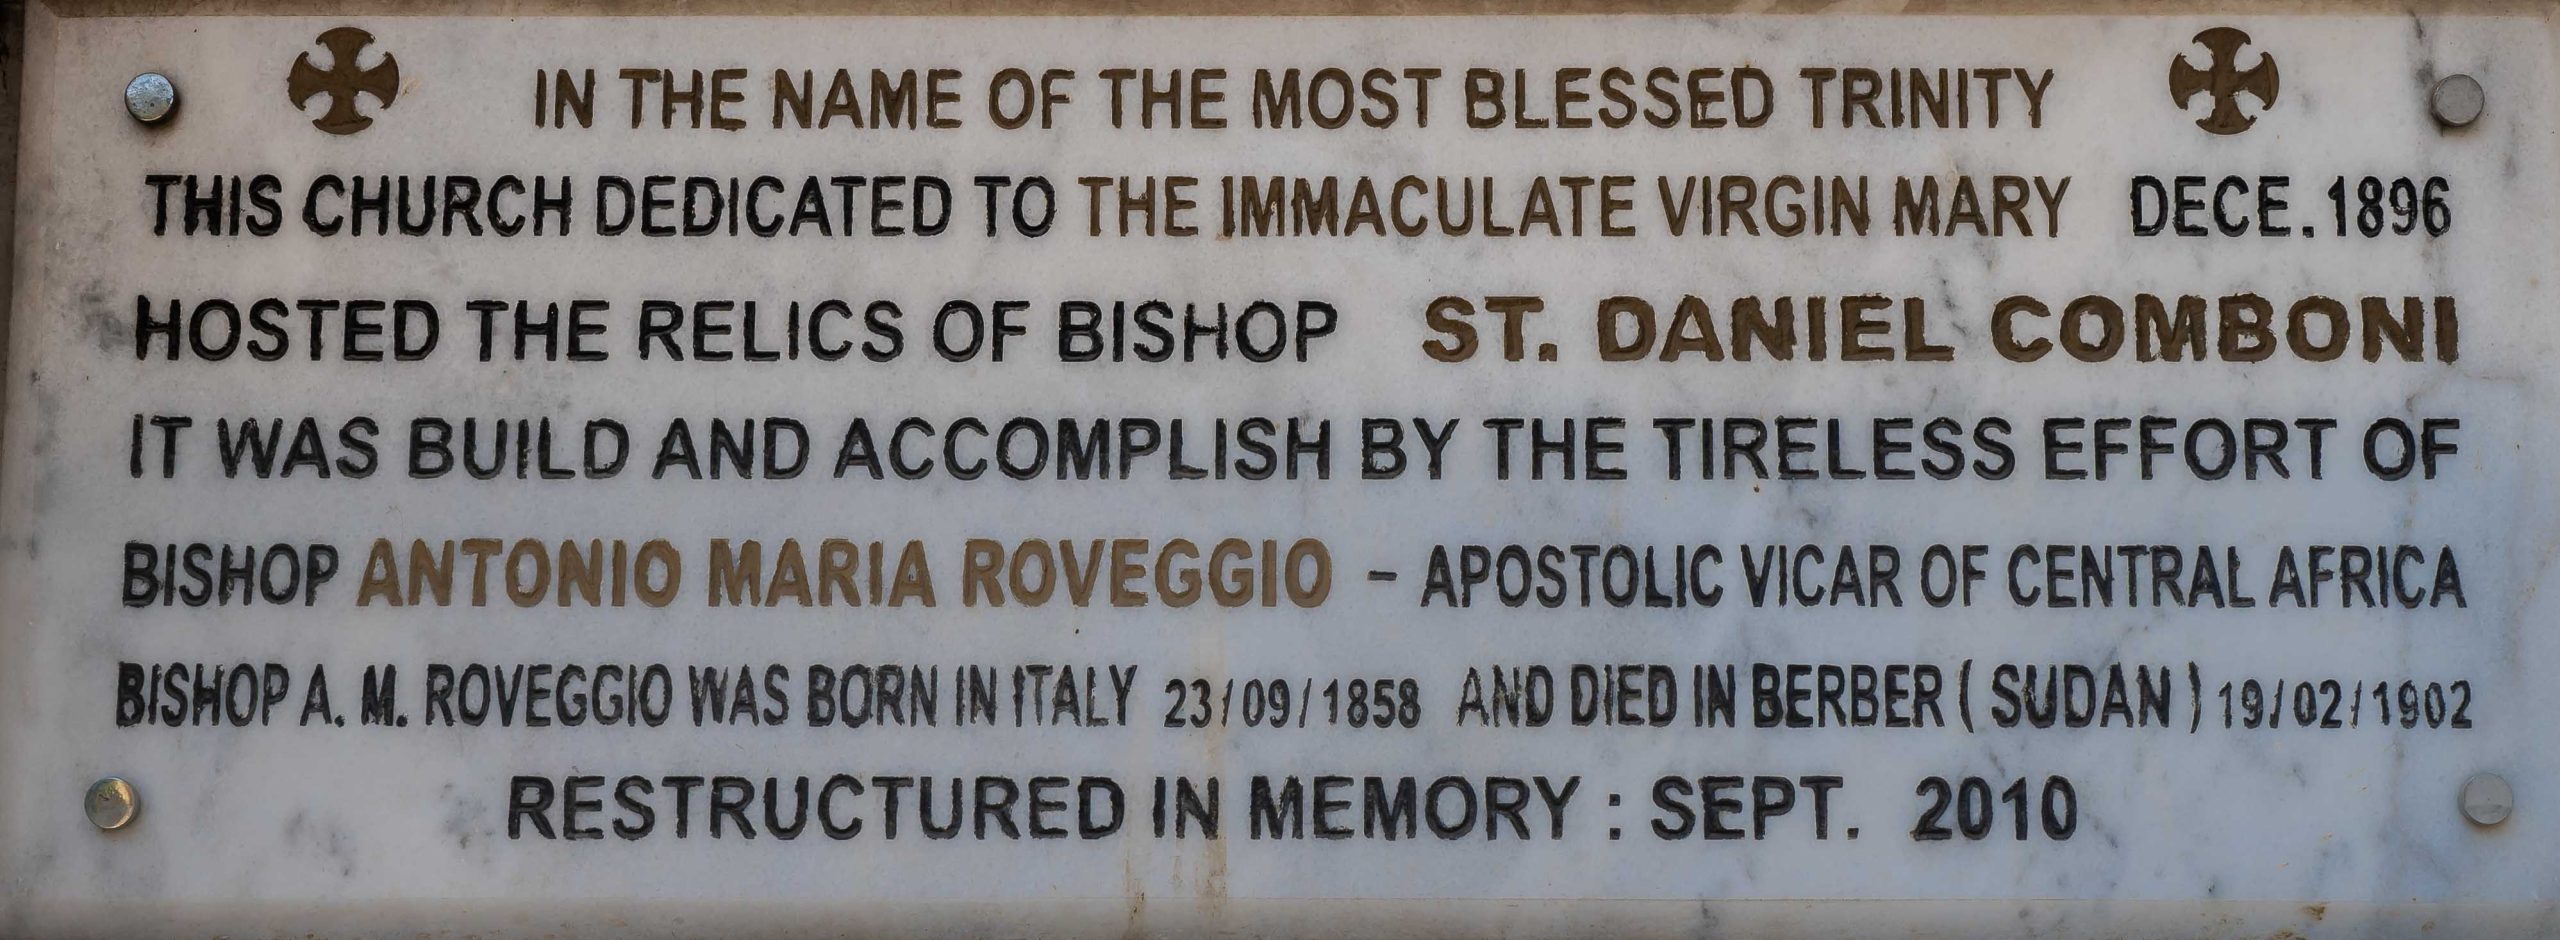 IN THE NAME OF THE MOST BLESSED TRINITY
THIS CHURCH DEDICATED TO THE IMMACULATE VIRGIN MARY DECE. 1896
HOSTED THE RELICS OF BISHOP ST. DANIEL COMBONI
IT WAS BUILD AND ACCOMPLISH BY THE TIRELESS EFFORT OF
BISHOP ANTONIO MARIA ROVEGGIO - APOSTOLIC VICAR OF CENTRAL AFRICA
BISHOP A. M. ROVEGGIO WAS BORN IN ITALY 23/09/1858 AND DIED IN BERBER ( SUDAN ) 19/02/1902
RESTRUCTURED IN MEMORY : SEPT. 2010